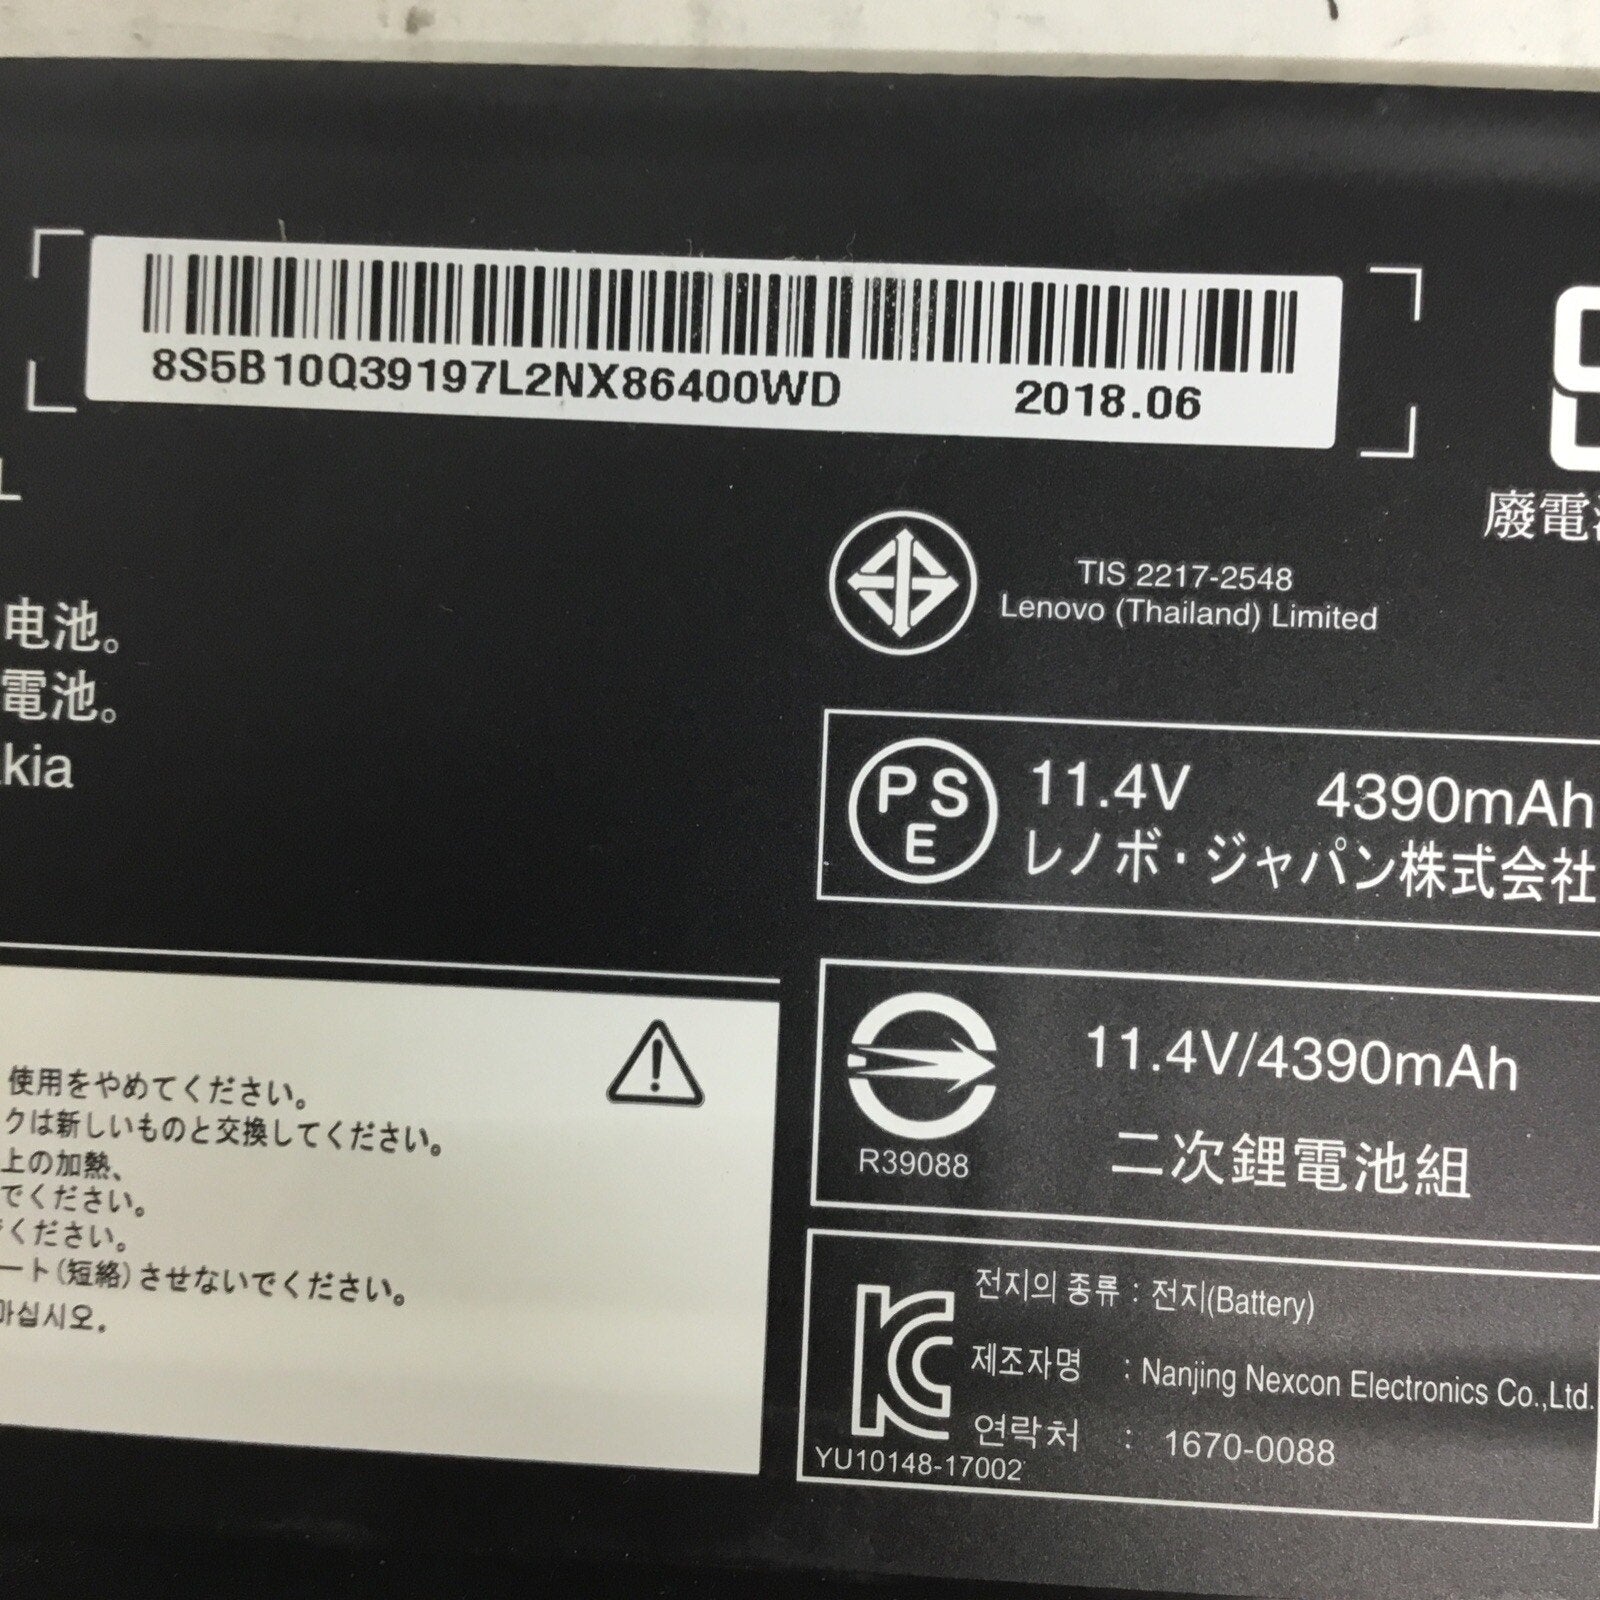 8S5B10Q39197L2NX86400WD 2018.06
廢電
TIS 2217-2548
Lenovo (Thailand) Limited
电池。
電池。
kia
PSE 11.4V 4390mAh
レノボ・ジャパン株式会社
11.4V/4390mAh
R39088
二次鋰電池組
使用をやめてください。
クは新しいものと交換してください。
上の加熱、
でください。
ください。
ート(短絡)させないでください。
마십시오.
전지의 종류 : 전지(Battery)
제조자명 : Nanjing Nexcon Electronics Co.,Ltd.
연락처 : 1670-0088
YU10148-17002